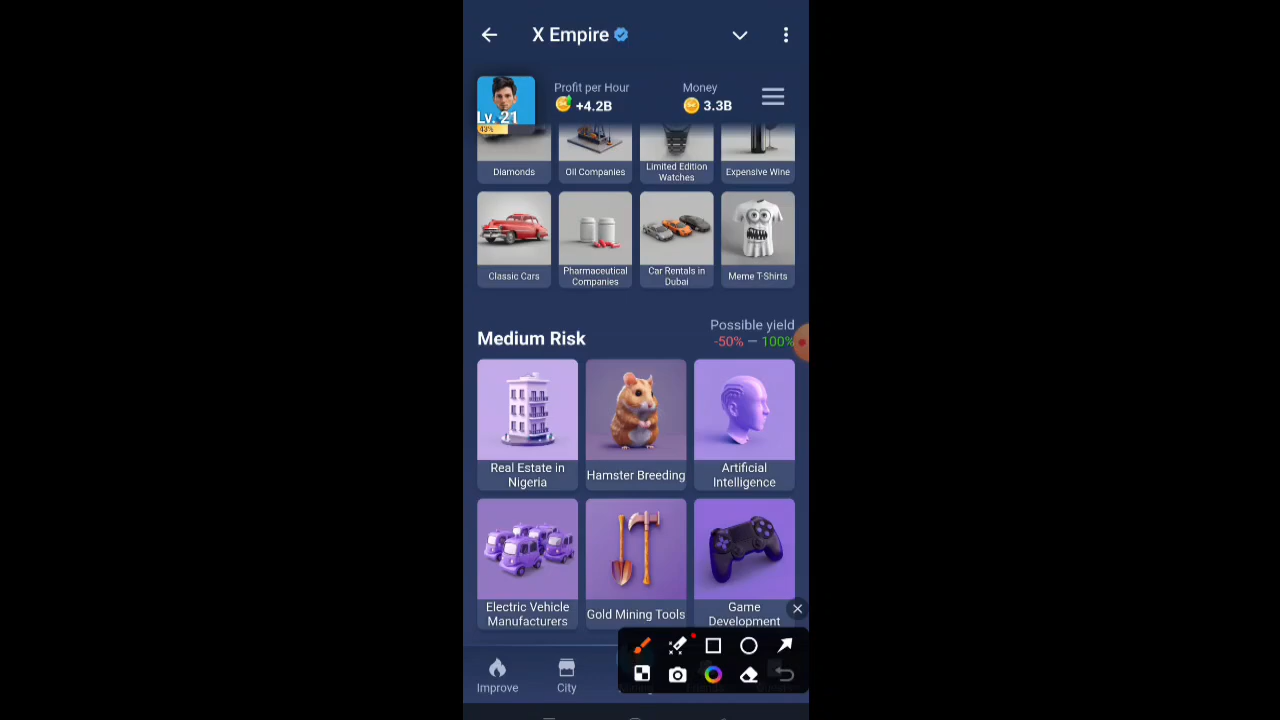 X Empire
Profit per Hour
+4.2B
Money
3.3B
Lv. 21
43%
Diamonds
Oil Companies
Limited Edition
Watches
Expensive Wine
Classic Cars
Pharmaceutical
Companies
Car Rentals in
Dubai
Meme T-Shirts
Medium Risk
Possible yield
-50% — 100%
Real Estate in
Nigeria
Hamster Breeding
Artificial
Intelligence
Electric Vehicle
Manufacturers
Gold Mining Tools
Game
Development
Improve
City